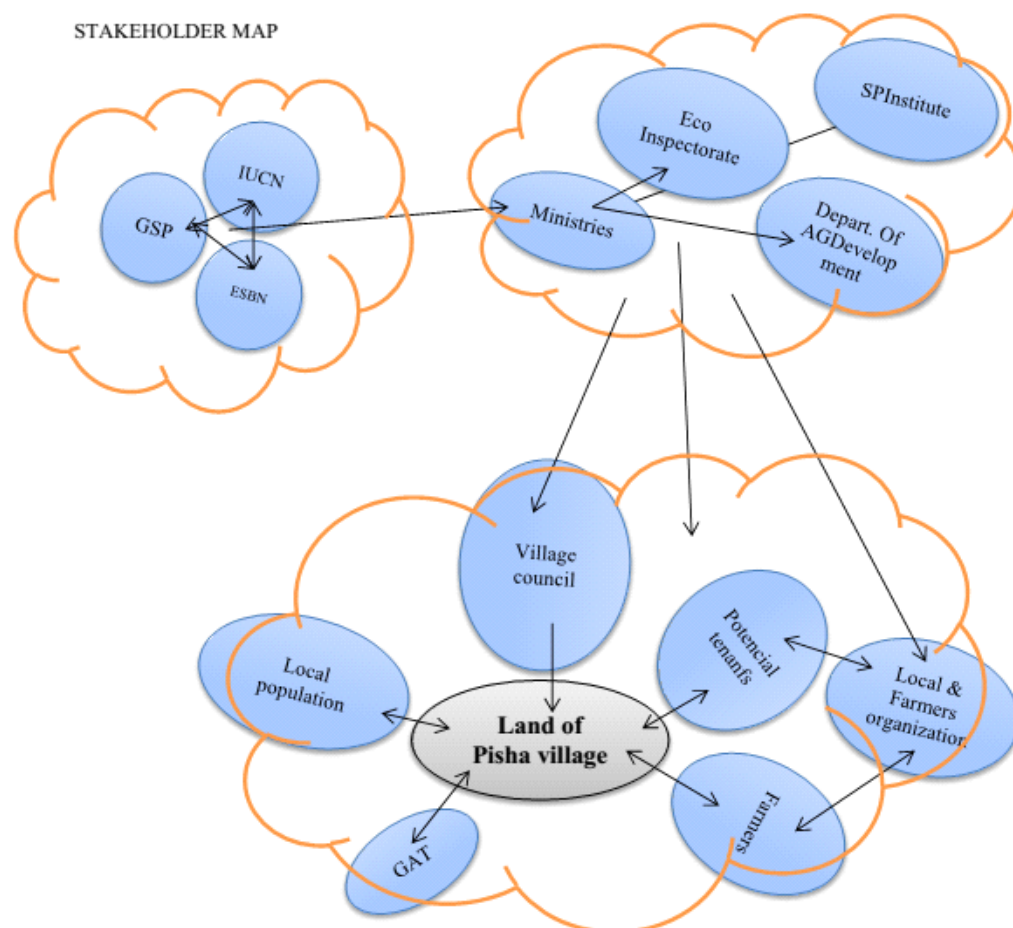 STAKEHOLDER MAP
IUCN
GSP
ESBN
Eco
Inspectorate
SPInstitute
Ministries
Depart. Of
AGDevelop
ment
Village
council
Potencial
tenanfs
Local
population
Local &
Farmers
organization
Land of
Pisha village
Farmers
GAT